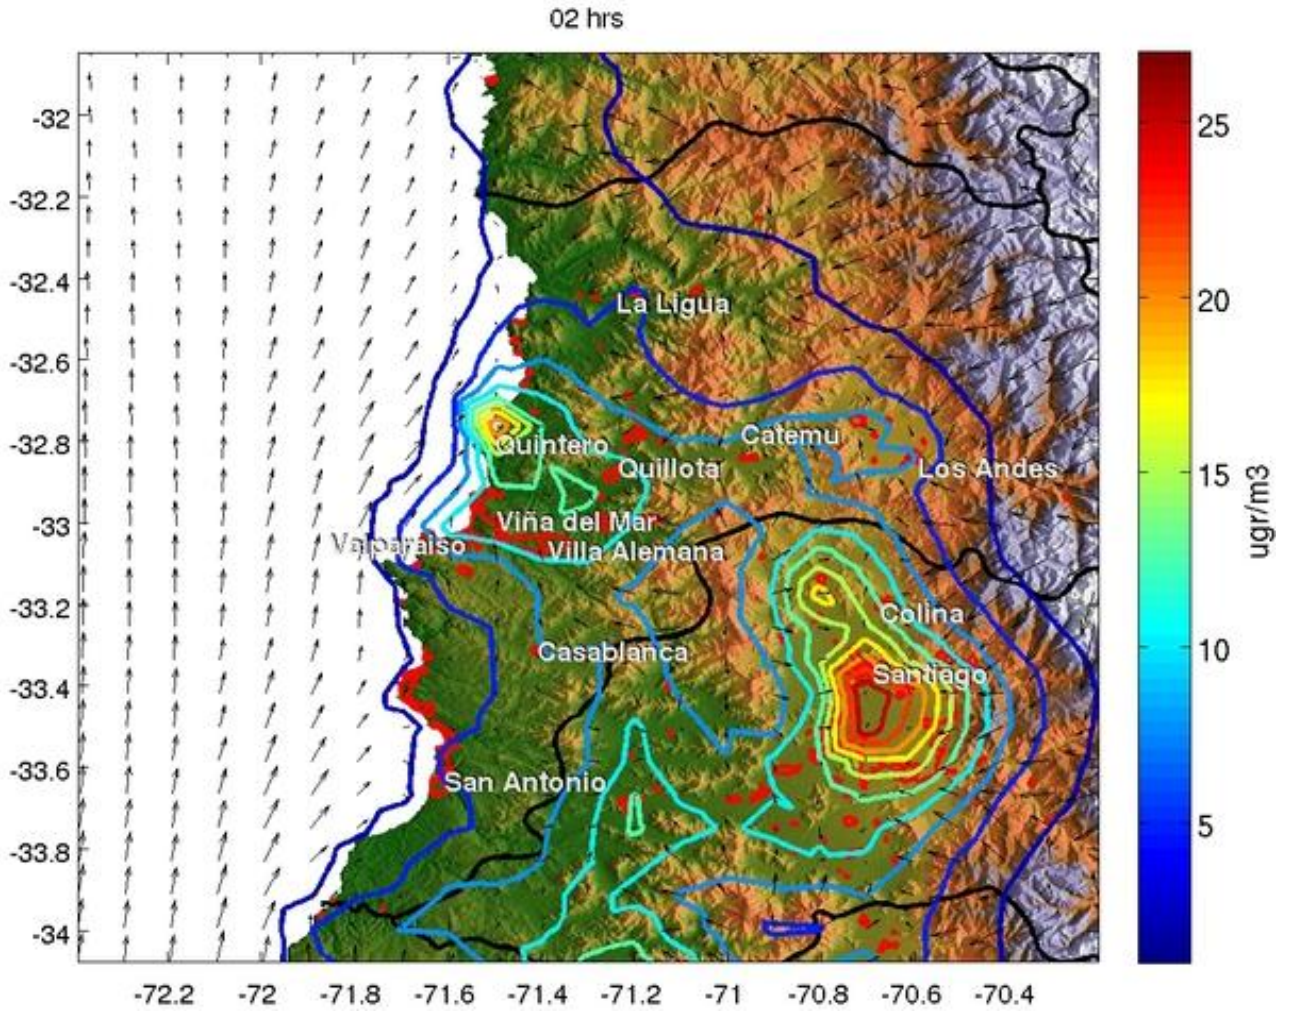 02 hrs
-32
-32.2
-32.4
-32.6
-32.8
-33
-33.2
-33.4
-33.6
-33.8
-34
La Ligua
Quintero
Catemu
Quillota
Los Andes
Viña del Mar
Valparaiso
Villa Alemana
Colina
Casablanca
Santiago
San Antonio
-72.2 -72 -71.8 -71.6 -71.4 -71.2 -71 -70.8 -70.6 -70.4
25
20
15
10
5
ugr/m3